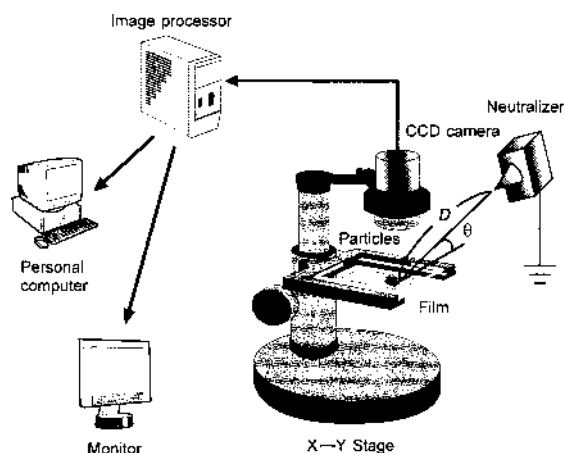 Image processor
Neutralizer
CCD camera
D
θ
Particles
Personal
computer
Film
Monitor
X—Y Stage